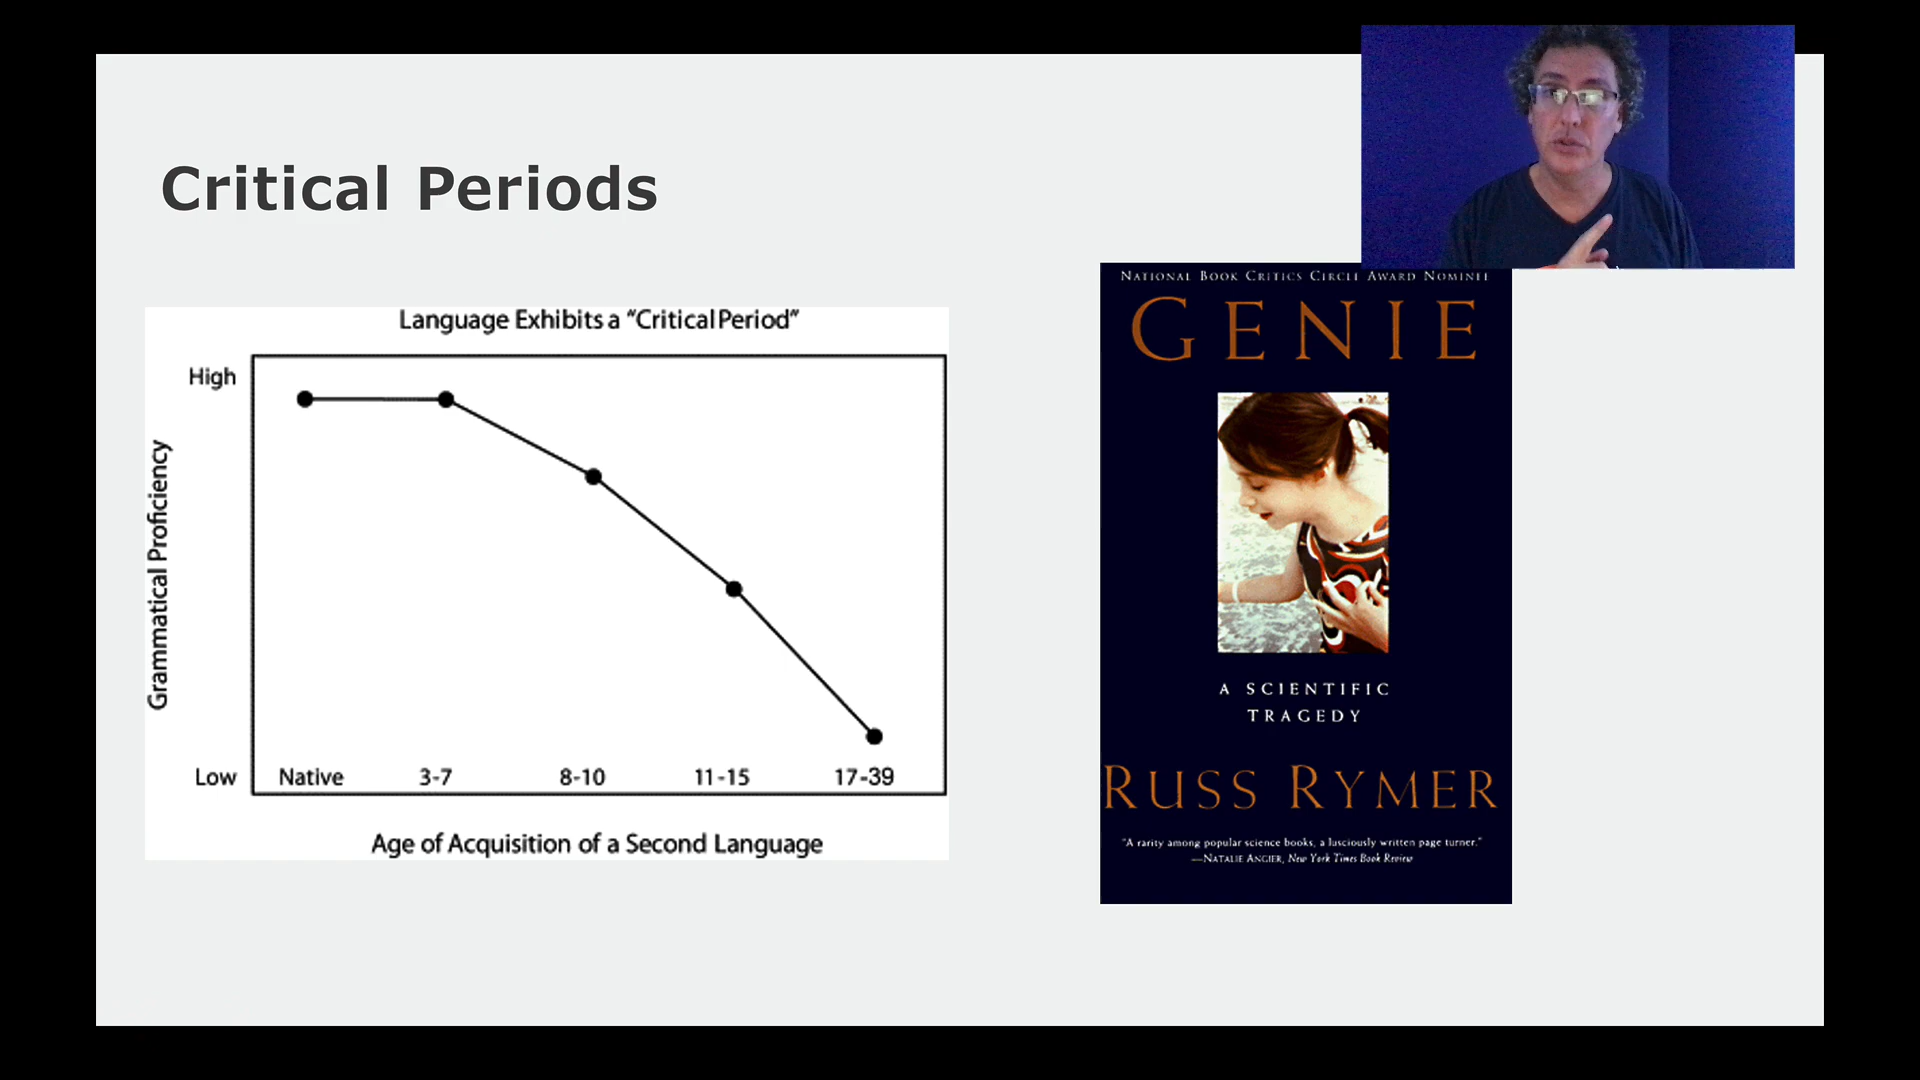 Critical Periods
Language Exhibits a “Critical Period”
High
Grammatical Proficiency
Low
Native
3-7
8-10
11-15
17-39
Age of Acquisition of a Second Language
NATIONAL BOOK CRITICS CIRCLE AWARD NOMINEE
GENIE
A SCIENTIFIC
TRAGEDY
RUSS RYMER
“A rarity among popular science books, a lusciously written page turner.”
—NATALIE ANGIER, New York Times Book Review